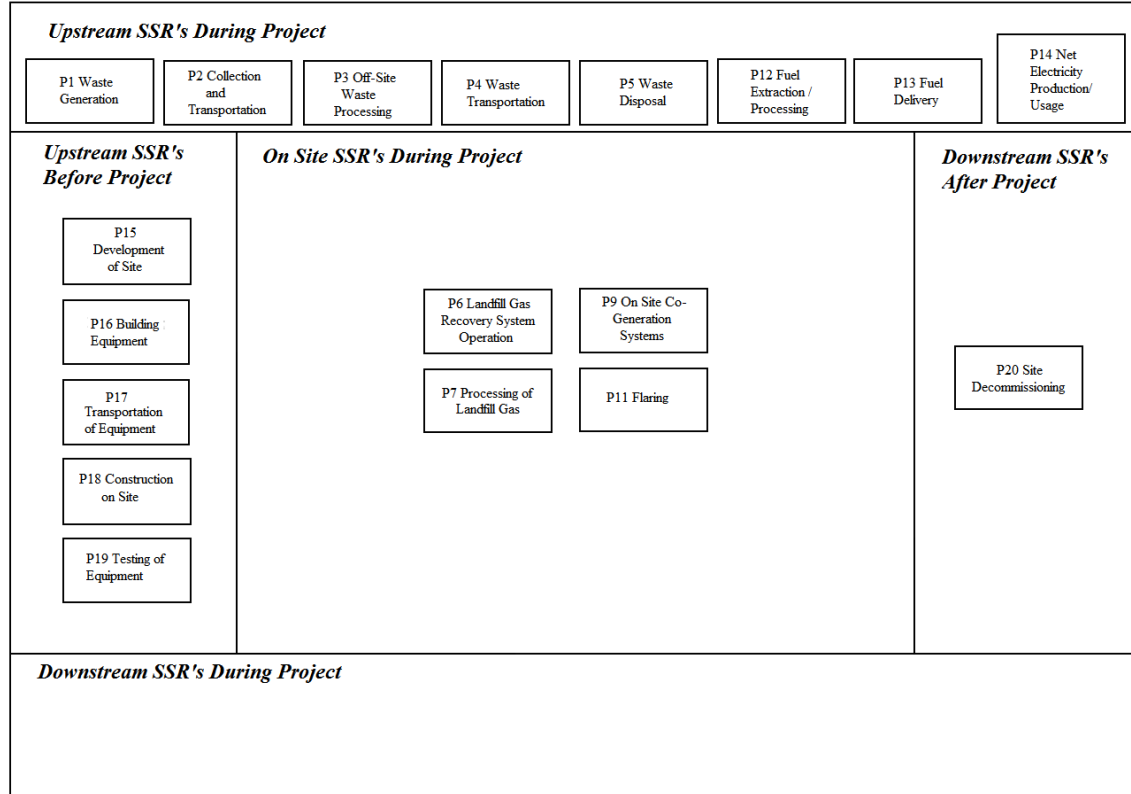 Upstream SSR's During Project
P1 Waste
Generation
P2 Collection
and
Transportation
P3 Off-Site
Waste
Processing
P4 Waste
Transportation
P5 Waste
Disposal
P12 Fuel
Extraction /
Processing
P13 Fuel
Delivery
P14 Net
Electricity
Production/
Usage
Upstream SSR's
Before Project
P15
Development
of Site
P16 Building
Equipment
P17
Transportation
of Equipment
P18 Construction
on Site
P19 Testing of
Equipment
On Site SSR's During Project
P6 Landfill Gas
Recovery System
Operation
P9 On Site Co-
Generation
Systems
P7 Processing of
Landfill Gas
P11 Flaring
Downstream SSR's
After Project
P20 Site
Decommissioning
Downstream SSR's During Project